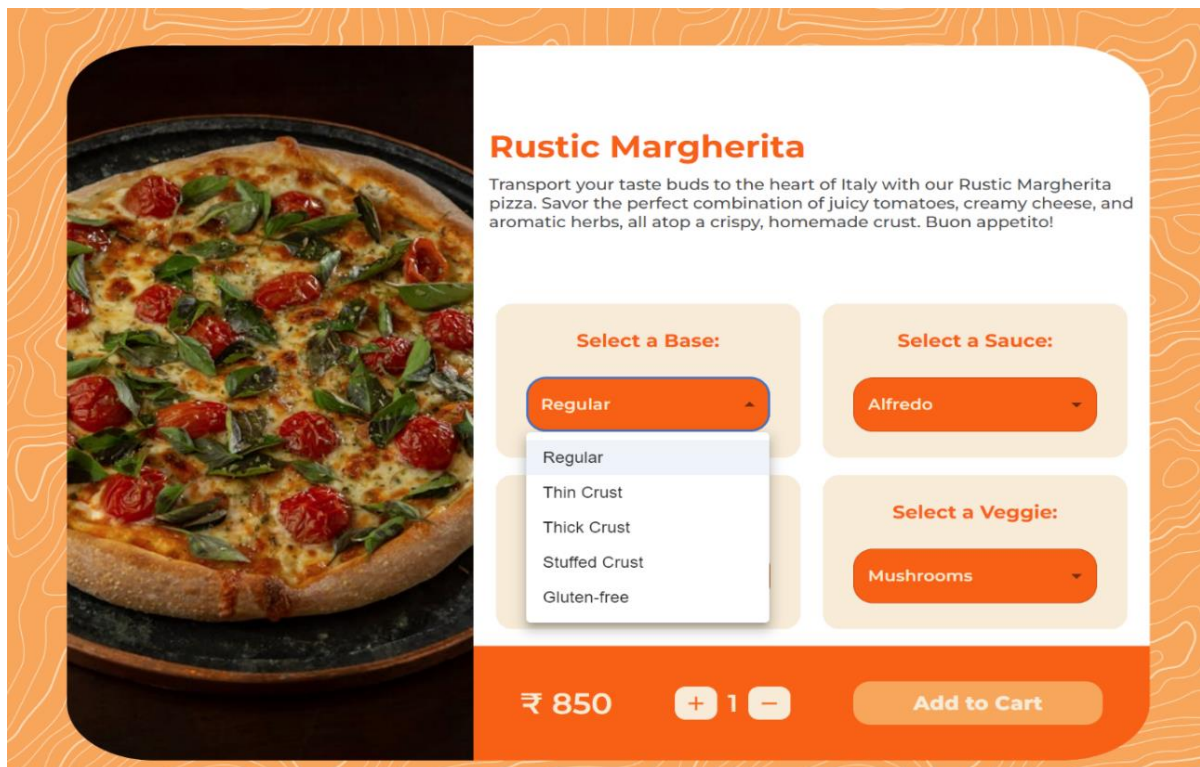 Rustic Margherita
Transport your taste buds to the heart of Italy with our Rustic Margherita
pizza. Savor the perfect combination of juicy tomatoes, creamy cheese, and
aromatic herbs, all atop a crispy, homemade crust. Buon appetito!
Select a Base:
Regular
Regular
Thin Crust
Thick Crust
Stuffed Crust
Gluten-free
Select a Sauce:
Alfredo
Select a Veggie:
Mushrooms
₹ 850
+ 1 −
Add to Cart